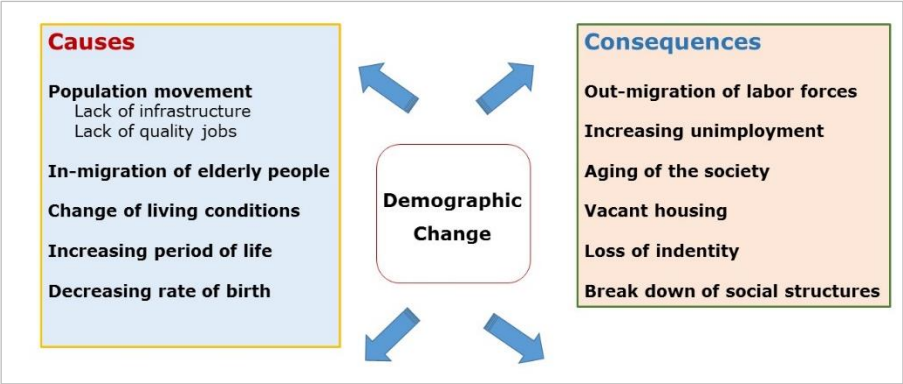 Causes
Population movement
Lack of infrastructure
Lack of quality jobs
In-migration of elderly people
Change of living conditions
Increasing period of life
Decreasing rate of birth
Demographic
Change
Consequences
Out-migration of labor forces
Increasing unimployment
Aging of the society
Vacant housing
Loss of indentity
Break down of social structures